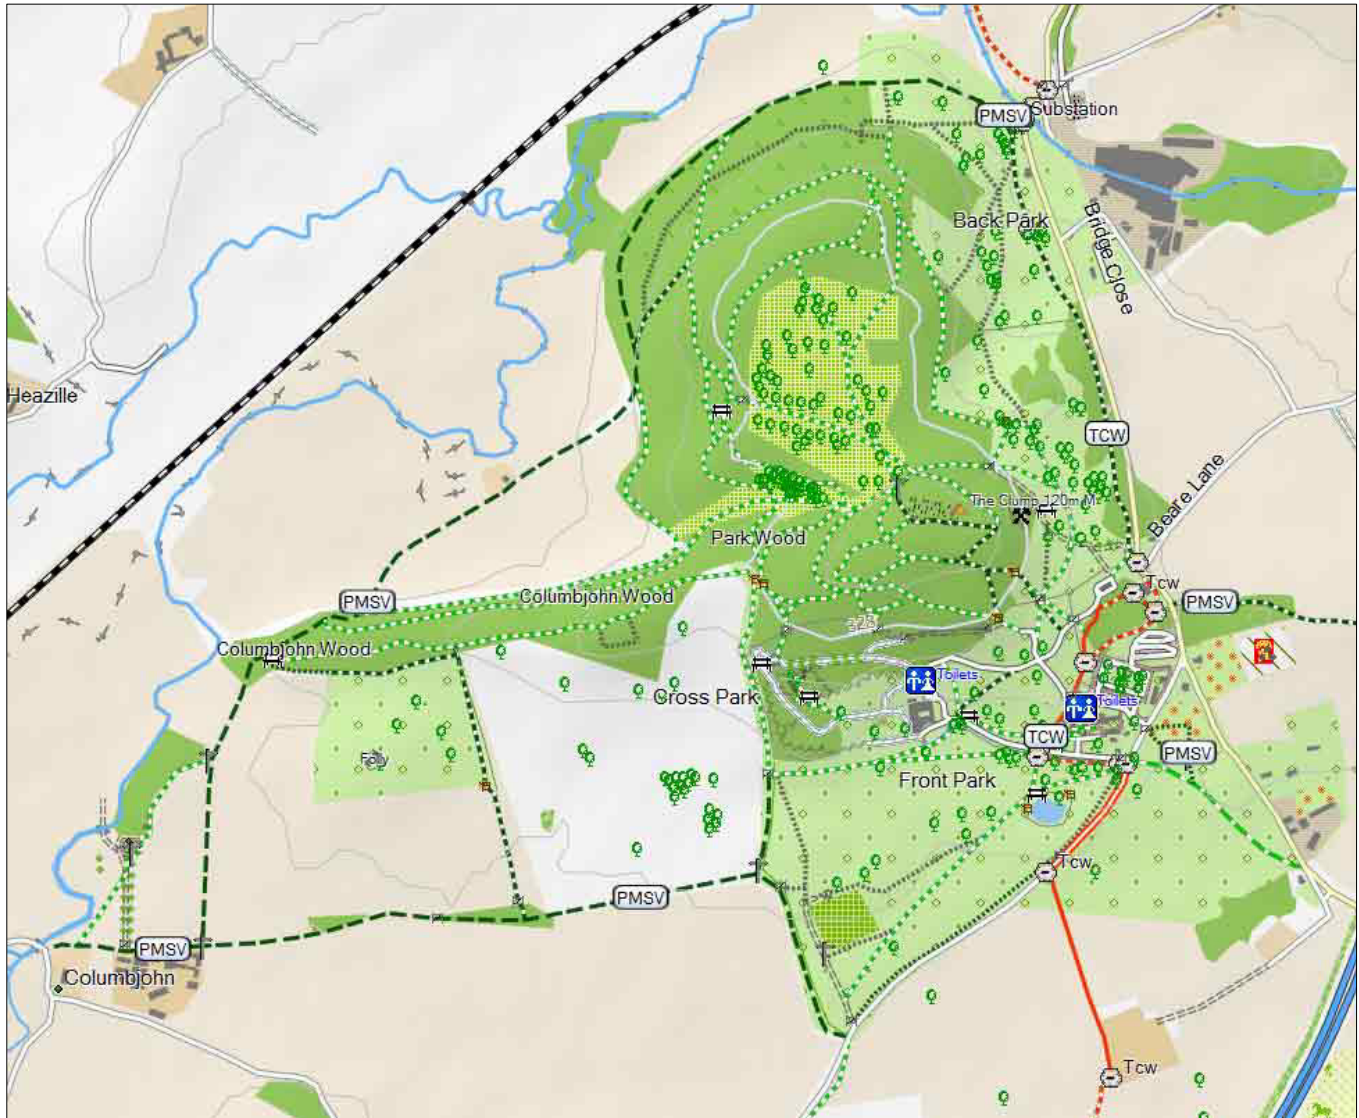 Substation
PMSV
Back Park
Bridge Close
Heazille
TCW
The Clump 120m M
Beare Lane
Park Wood
Tcw
PMSV
Columbjohn Wood
PMSV
Columbjohn Wood
Toilets
Cross Park
Toilets
TCW
PMSV
Folly
Front Park
Tcw
PMSV
PMSV
Columbjohn
Tcw